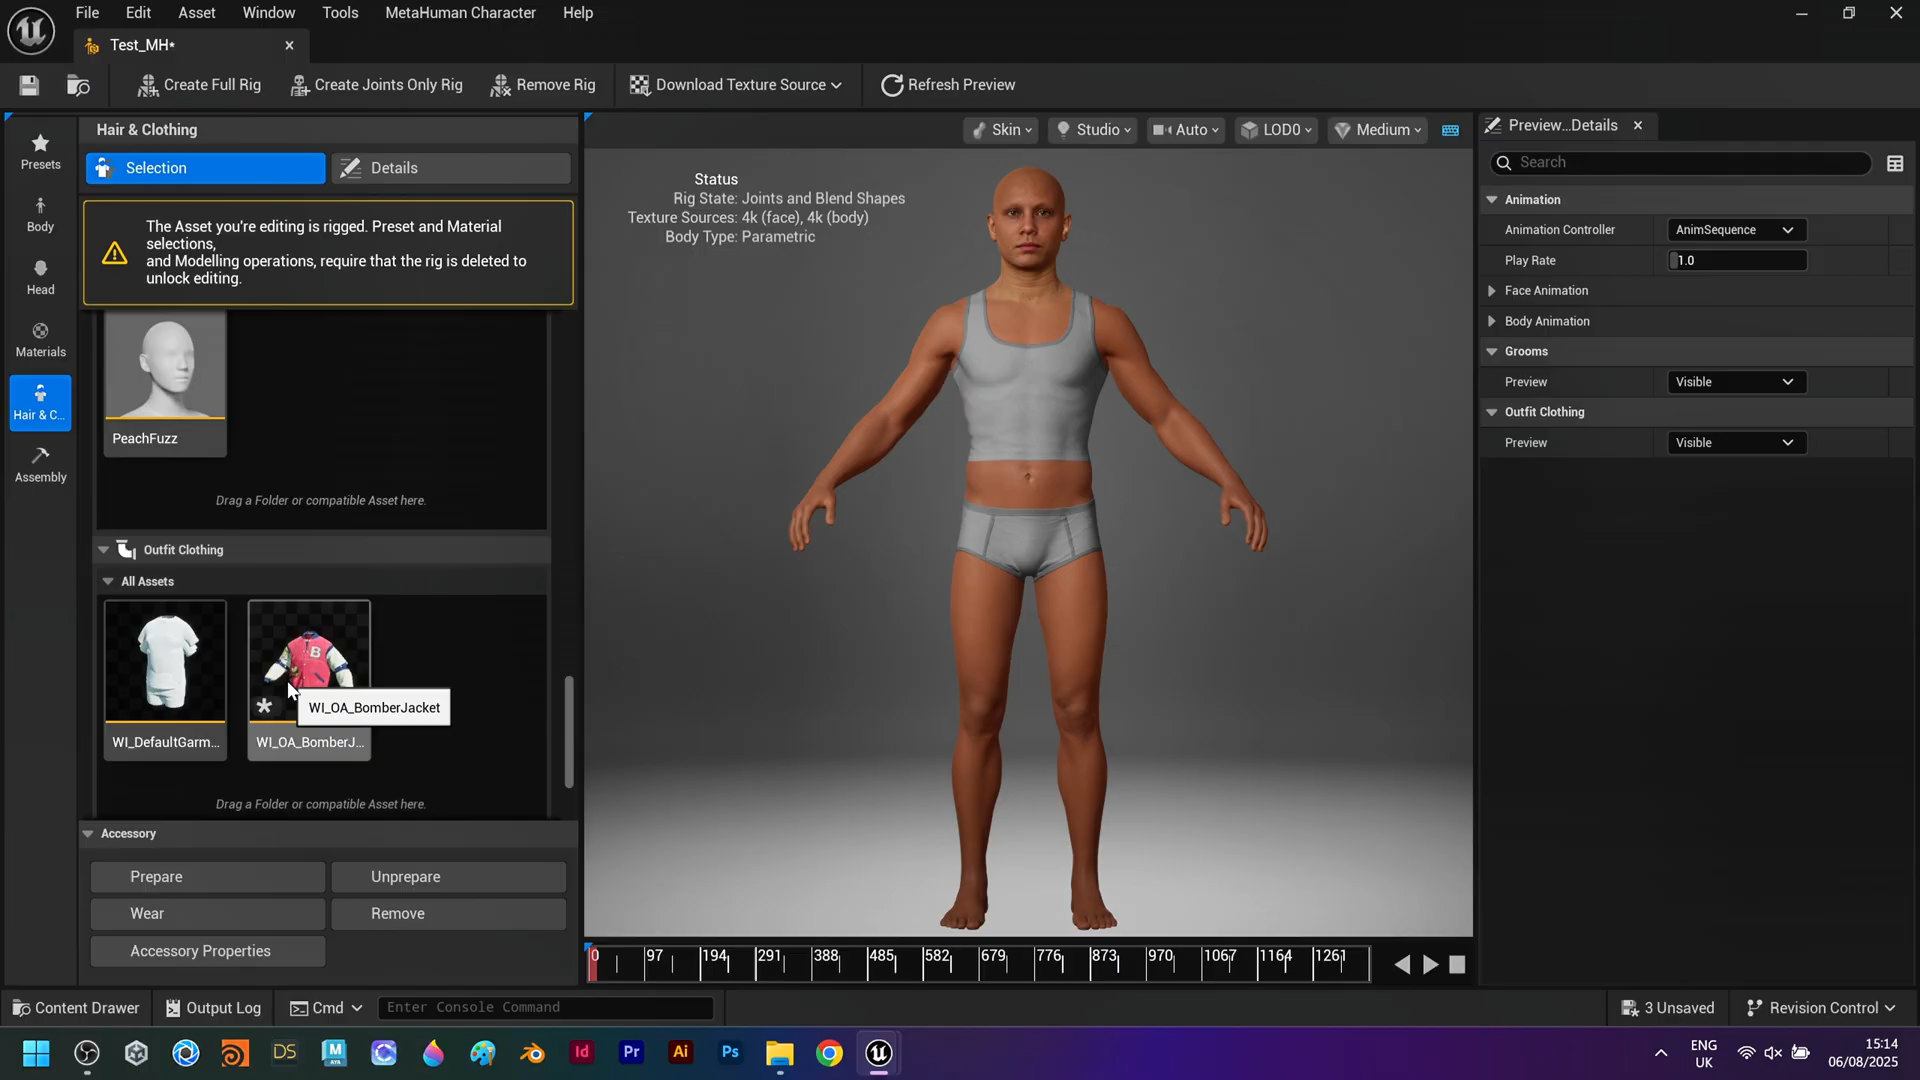 File Edit Asset Window Tools MetaHuman Character Help
Test_MH*
Create Full Rig Create Joints Only Rig Remove Rig Download Texture Source Refresh Preview
Presets
Body
Head
Materials
Hair & C...
Assembly
Hair & Clothing
Selection Details
The Asset you're editing is rigged. Preset and Material
selections,
and Modelling operations, require that the rig is deleted to
unlock editing.
PeachFuzz
Drag a Folder or compatible Asset here.
Outfit Clothing
All Assets
B
WI_OA_BomberJacket
WI_DefaultGarm... WI_OA_BomberJ...
Drag a Folder or compatible Asset here.
Accessory
Prepare Unprepare
Wear Remove
Accessory Properties
Skin Studio Auto LOD0 Medium
Status
Rig State: Joints and Blend Shapes
Texture Sources: 4k (face), 4k (body)
Body Type: Parametric
0 97 194 291 388 485 582 679 776 873 970 1067 1164 1261
Preview...Details
Search
Animation
Animation Controller AnimSequence
Play Rate 1.0
Face Animation
Body Animation
Grooms
Preview Visible
Outfit Clothing
Preview Visible
Content Drawer Output Log Cmd Enter Console Command 3 Unsaved Revision Control
DS M MAYA Id Pr Ai Ps
ENG
UK
15:14
06/08/2025